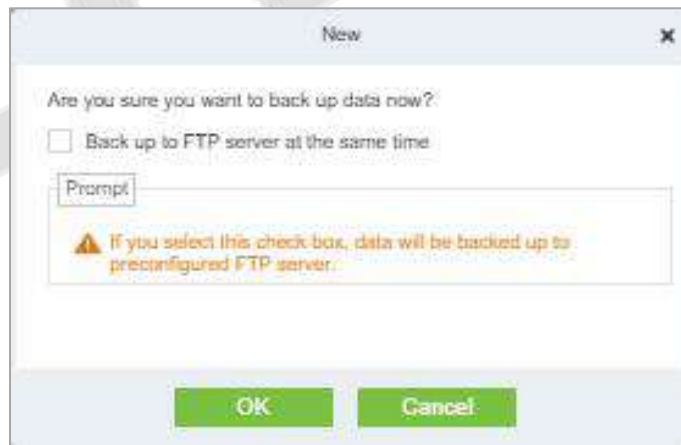 New
Are you sure you want to back up data now?
Back up to FTP server at the same time
Prompt
If you select this check box, data will be backed up to
preconfigured FTP server.
OK
Cancel